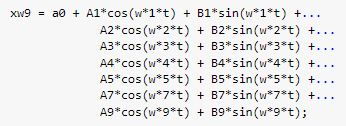 xw9 = a0 + A1*cos(w*1*t) + B1*sin(w*1*t) +...
A2*cos(w*2*t) + B2*sin(w*2*t) +...
A3*cos(w*3*t) + B3*sin(w*3*t) +...
A4*cos(w*4*t) + B4*sin(w*4*t) +...
A5*cos(w*5*t) + B5*sin(w*5*t) +...
A7*cos(w*7*t) + B7*sin(w*7*t) +...
A9*cos(w*9*t) + B9*sin(w*9*t);